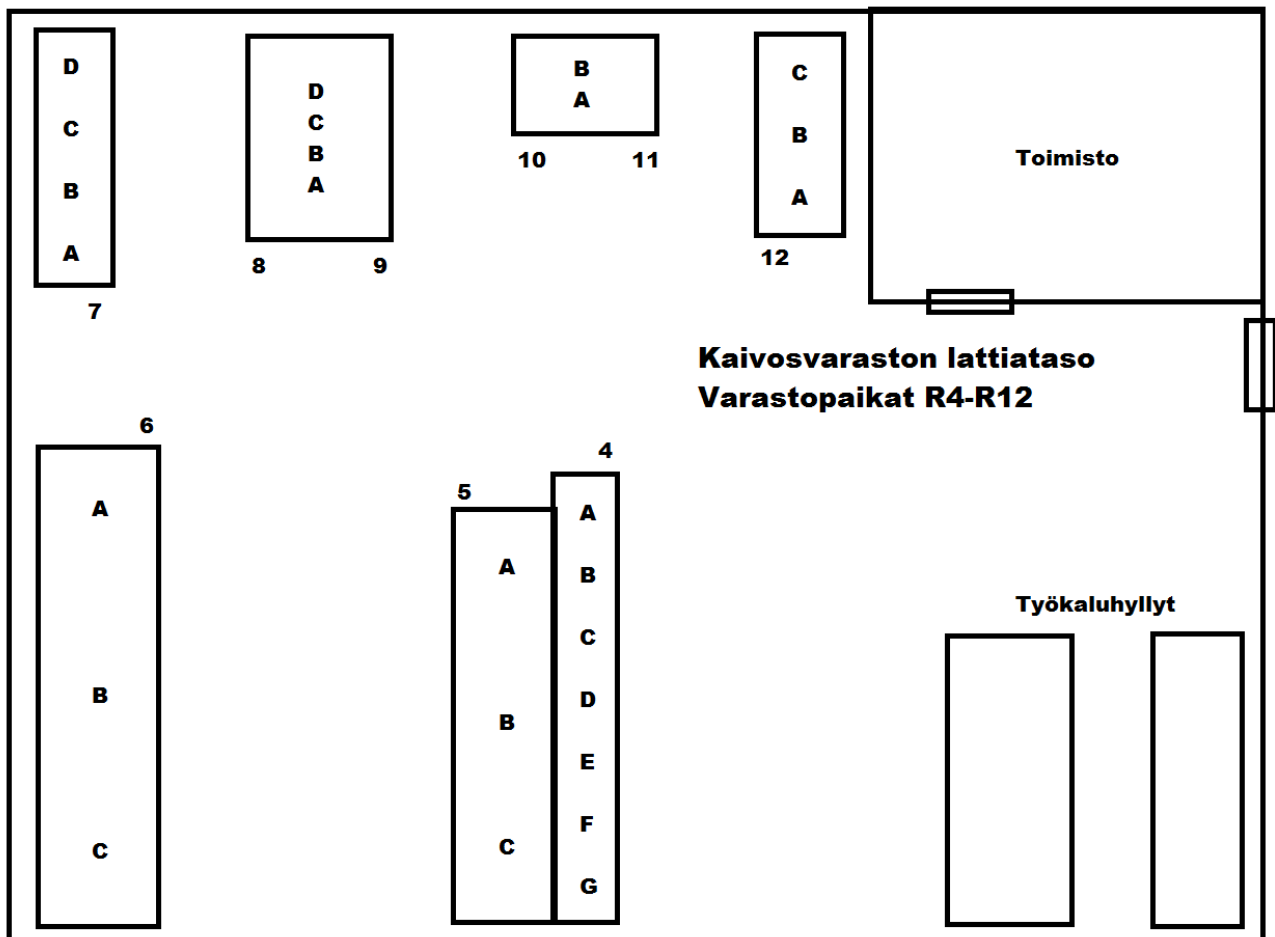 D
C
B
A
7
D
C
B
A
8 9
B
A
10 11
C
B
A
12
Toimisto
Kaivosvaraston lattiataso
Varastopaikat R4-R12
6
A
B
C
5
A
B
C
4
A
B
C
D
E
F
G
Työkaluhyllyt